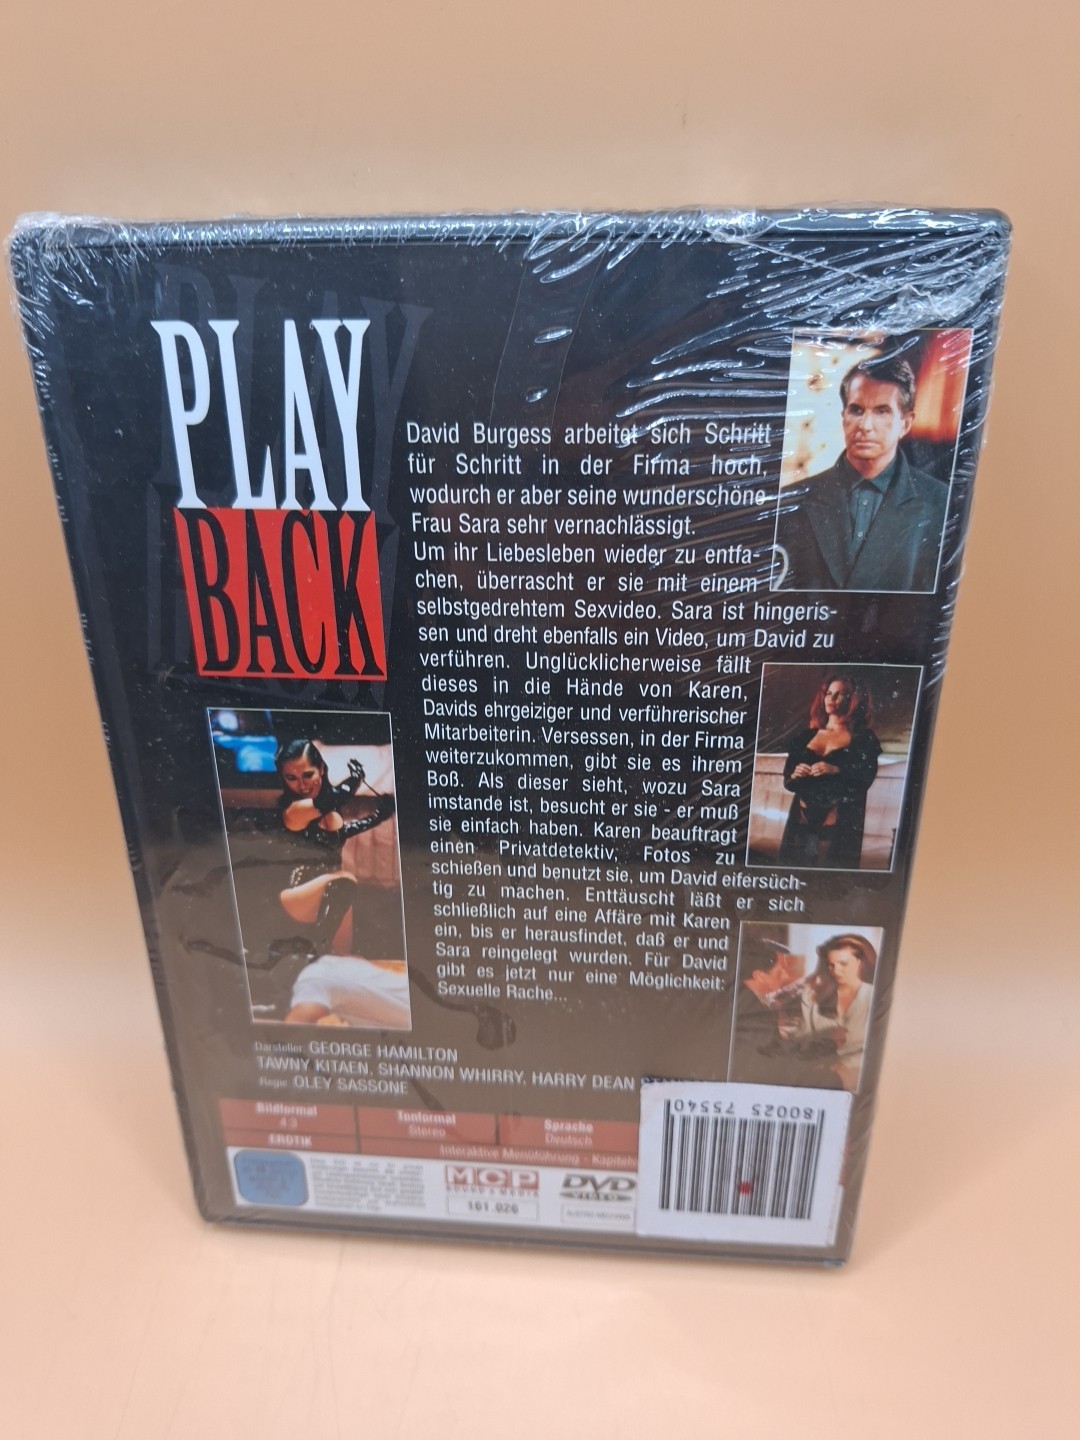 PLAY
BACK
David Burgess arbeitet sich Schritt
für Schritt in der Firma hoch,
wodurch er aber seine wunderschöne
Frau Sara sehr vernachlässigt.
Um ihr Liebesleben wieder zu entfa-
chen, überrascht er sie mit einem
selbstgedrehtem Sexvideo. Sara ist hingeris-
sen und dreht ebenfalls ein Video, um David zu
verführen. Unglücklicherweise fällt
dieses in die Hände von Karen,
Davids ehrgeiziger und verführerischer
Mitarbeiterin. Versessen, in der Firma
weiterzukommen, gibt sie es ihrem
Boß. Als dieser sieht, wozu Sara
imstande ist, besucht er sie - er muß
sie einfach haben. Karen beauftragt
einen Privatdetektiv, Fotos zu
schießen und benutzt sie, um David eifersüch-
tig zu machen. Enttäuscht läßt er sich
schließlich auf eine Affäre mit Karen
ein, bis er herausfindet, daß er und
Sara reingelegt wurden. Für David
gibt es jetzt nur eine Möglichkeit:
Sexuelle Rache...
Darsteller: GEORGE HAMILTON
TAWNY KITAEN, SHANNON WHIRRY, HARRY DEAN
Regie: OLEY SASSONE
Bildformat
4:3
Tonformat
Stereo
Sprache
Deutsch
EROTIK
Interaktive Menüführung - Kapitel
MCP
SOUND & MEDIA
161.026
DVD
VIDEO
80025 75540